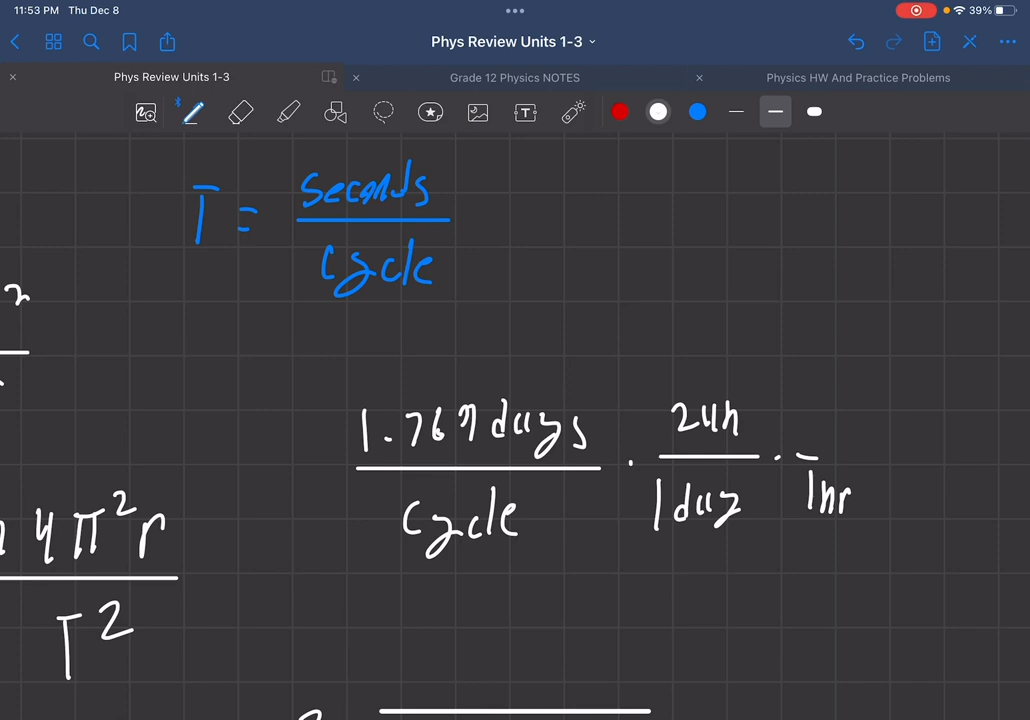 11:53 PM Thu Dec 8
39%
Phys Review Units 1-3
Phys Review Units 1-3
Grade 12 Physics NOTES
Physics HW And Practice Problems
T
T = seconds
cycle
2
1.769 days
cycle
· 24h
1 day
·
1hr
4π²r
T²